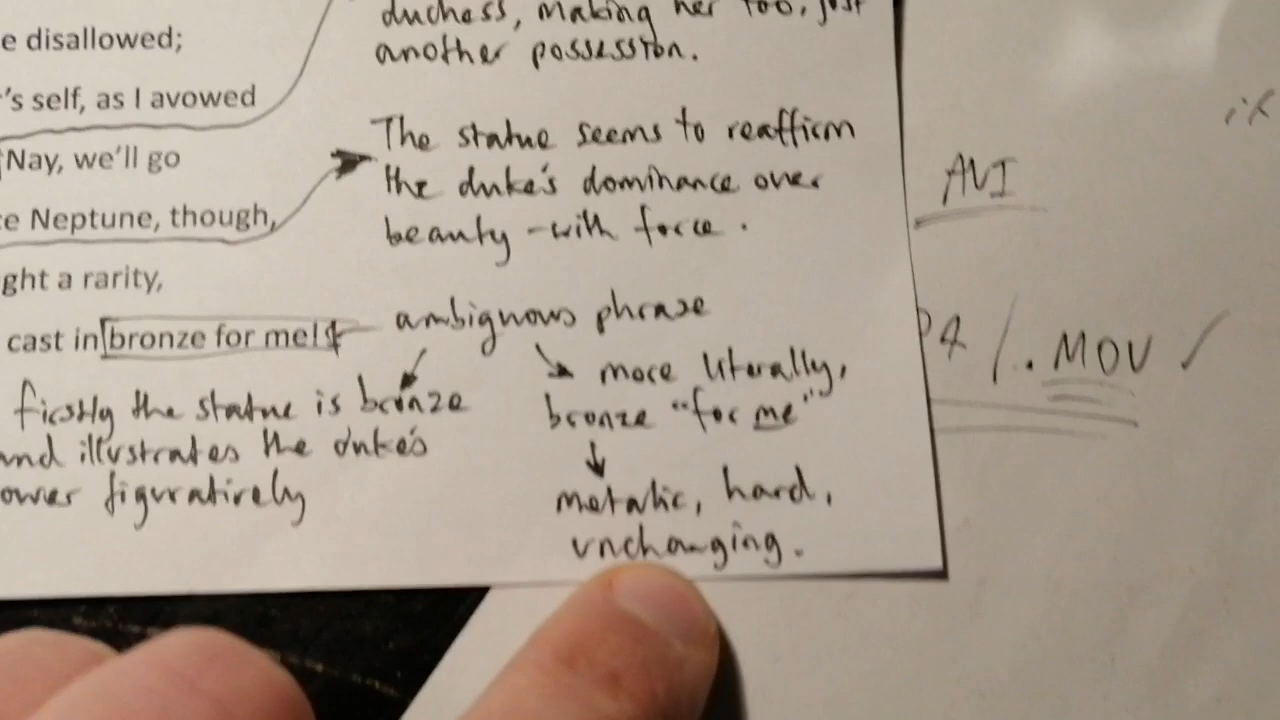 duchess, making her too, just
another possession.
e disallowed;
's self, as I avowed
Nay, we'll go
e Neptune, though,
ght a rarity,
cast in bronze for me!
The statue seems to reaffirm
the duke's dominance over
beauty - with force.
ambiguous phrase
firstly the statue is bronze
and illustrates the duke's
ower figuratively
more literally,
bronze "for me"
metalic, hard,
unchanging.
AVI
P4 / . MOV